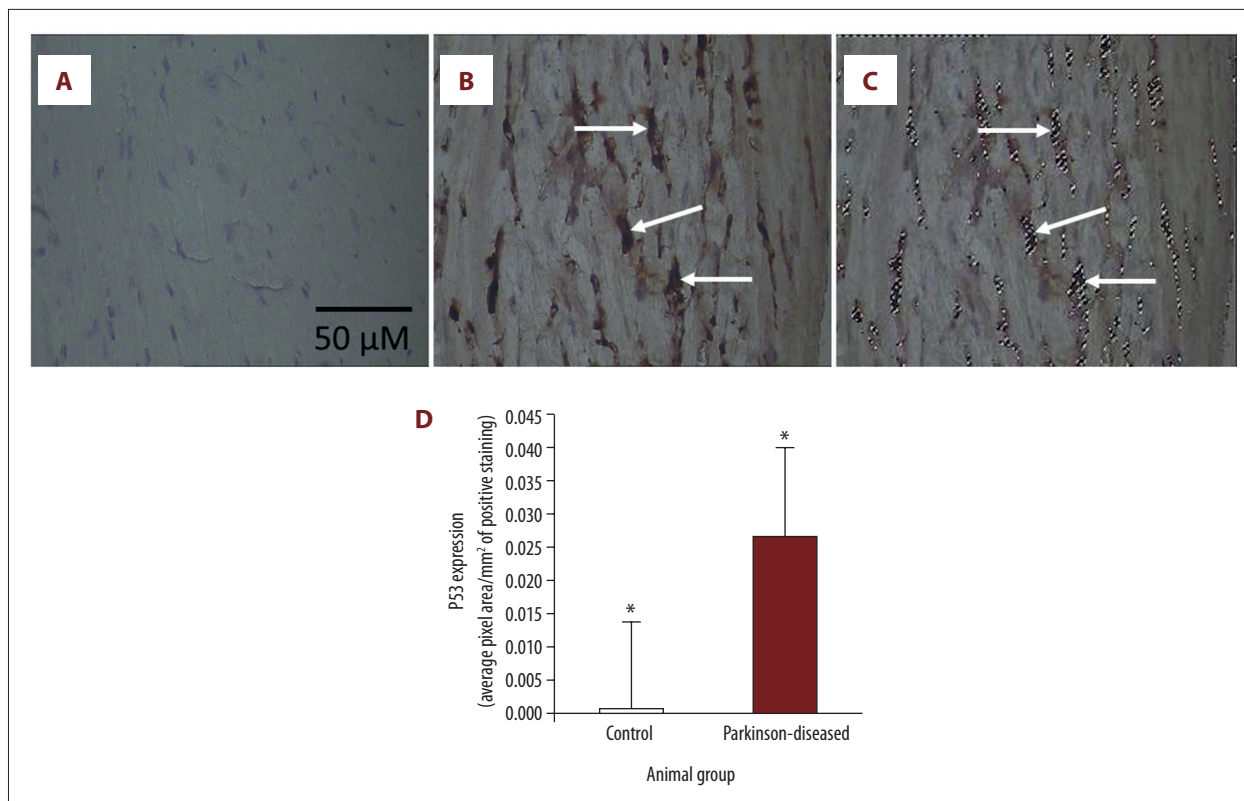 A
B
C
50 µM
D
P53 expression
(average pixel area/mm² of positive staining)
0.045
0.040
0.035
0.030
0.025
0.020
0.015
0.010
0.005
0.000
*
*
Control
Parkinson-diseased
Animal group